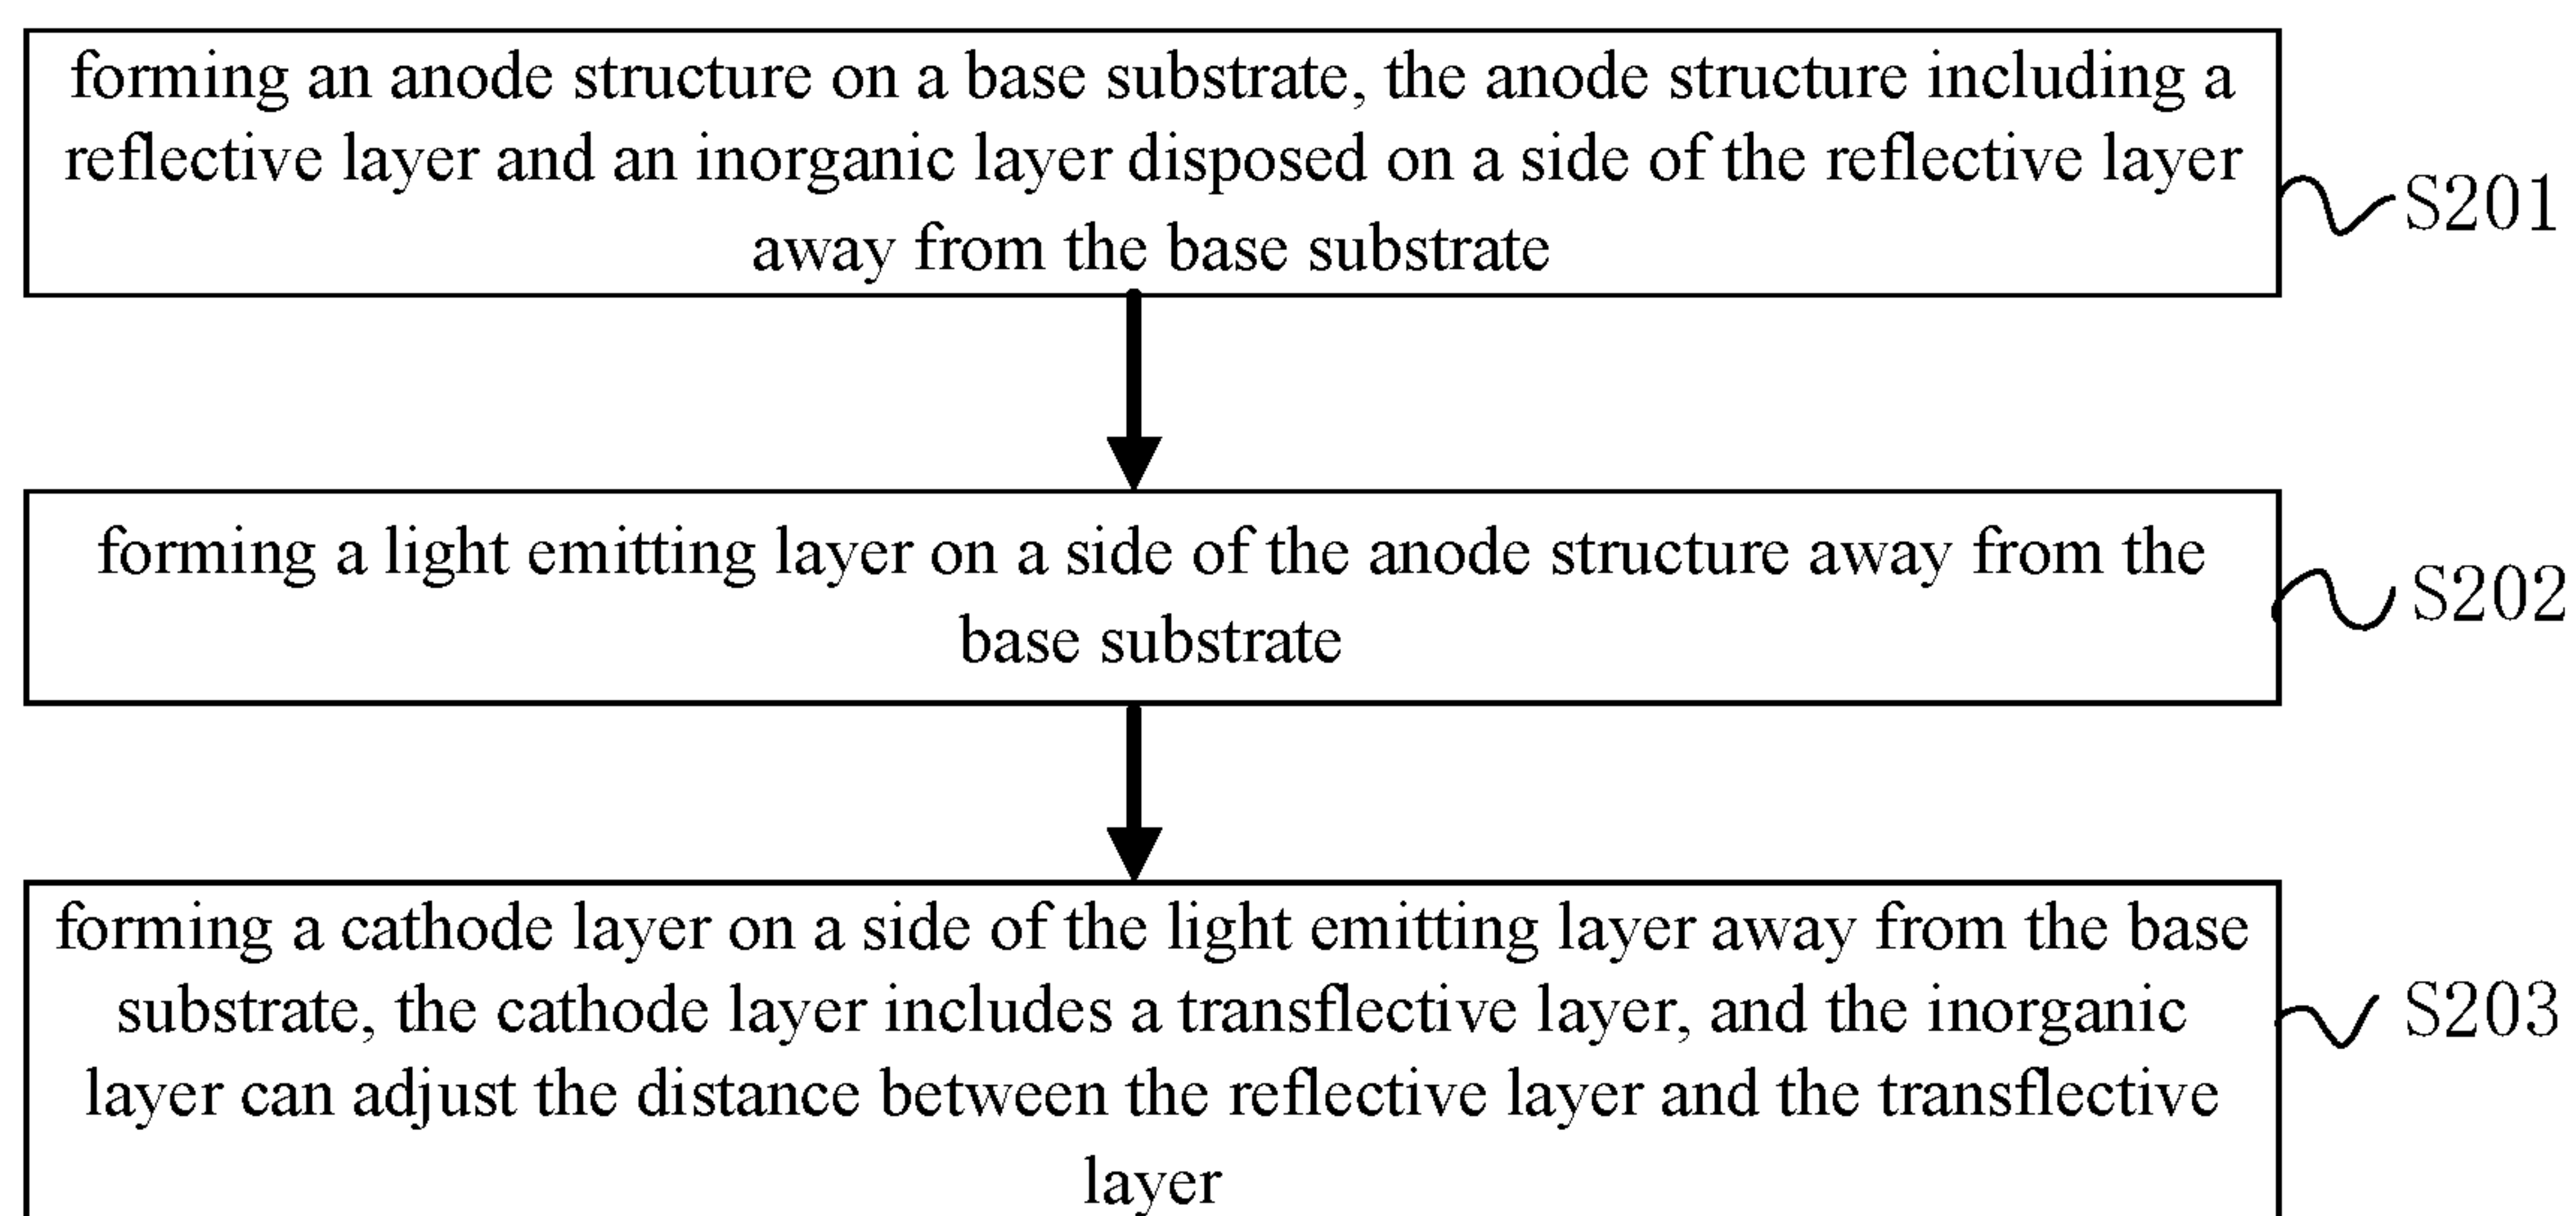 forming an anode structure on a base substrate, the anode structure including a
reflective layer and an inorganic layer disposed on a side of the reflective layer
away from the base substrate
S201
forming a light emitting layer on a side of the anode structure away from the
base substrate
S202
forming a cathode layer on a side of the light emitting layer away from the base
substrate, the cathode layer includes a transflective layer, and the inorganic
layer can adjust the distance between the reflective layer and the transflective
layer
S203